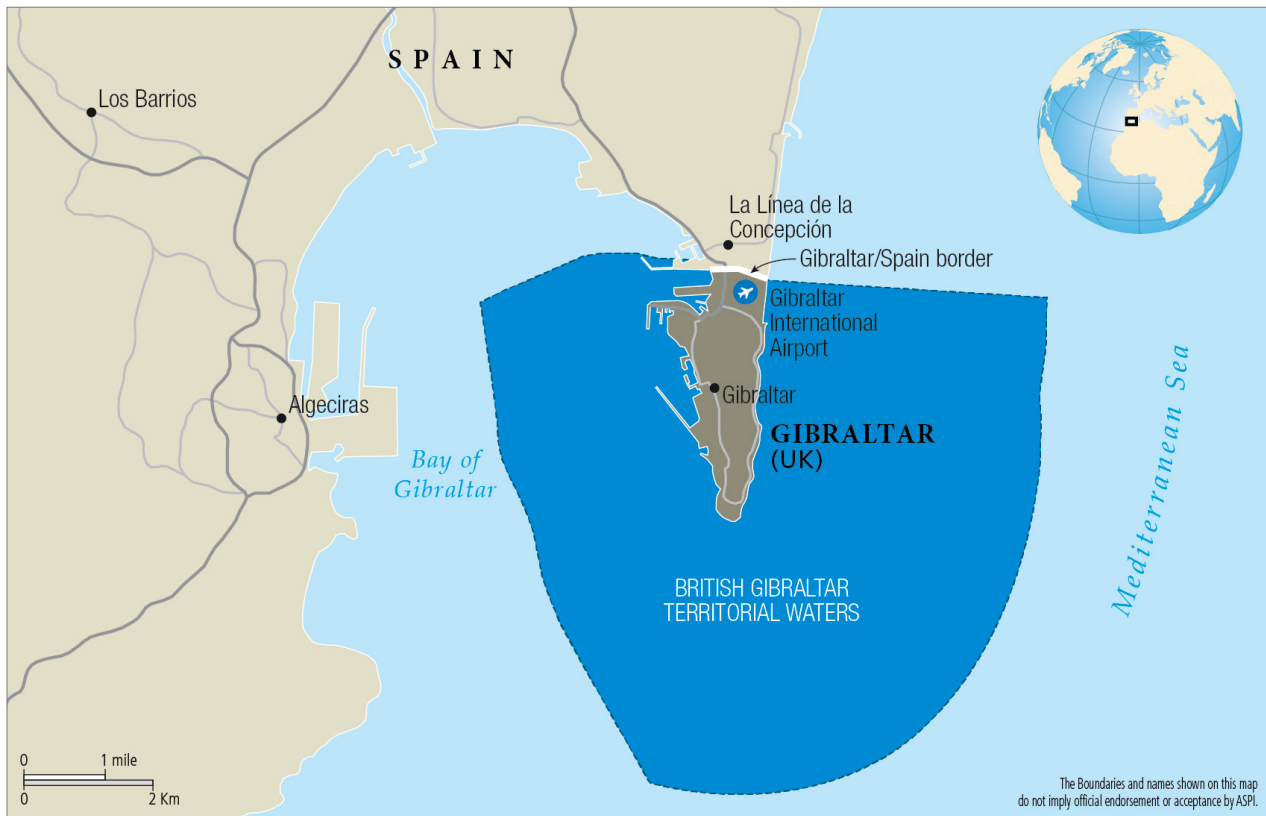 SPAIN
Los Barrios
La Línea de la
Concepción
Gibraltar/Spain border
Gibraltar
International
Airport
Algeciras
Gibraltar
GIBRALTAR
(UK)
Bay of
Gibraltar
Mediterranean Sea
BRITISH GIBRALTAR
TERRITORIAL WATERS
0 1 mile
0 2 Km
The Boundaries and names shown on this map
do not imply official endorsement or acceptance by ASPI.